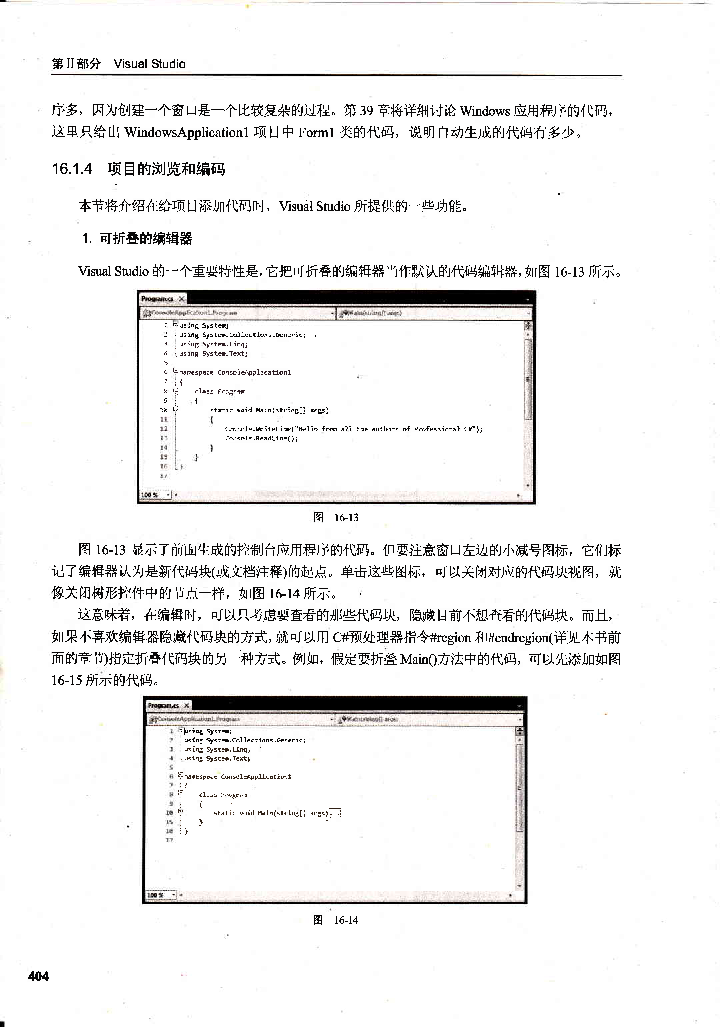 第Ⅱ部分 Visual Studio
序多，因为创建一个窗口是一个比较复杂的过程。第 39 章将详细讨论 Windows 应用程序的代码，
这里只给出 WindowsApplication1 项目中 Form1 类的代码，说明自动生成的代码有多少。
16.1.4 项目的浏览和编码
本节将介绍在给项目添加代码时，Visual Studio 所提供的一些功能。
1. 可折叠的编辑器
Visual Studio 的一个重要特性是，它把可折叠的编辑器当作默认的代码编辑器，如图 16-13 所示。
Program.cs X
ConsoleApplication1.Program Main(string[] args)
1 using System;
2 using System.Collections.Generic;
3 using System.Linq;
4 using System.Text;
5
6 namespace ConsoleApplication1
7 {
8 class Program
9 {
10 static void Main(string[] args)
11 {
12 Console.WriteLine("Hello from all the authors of Professional C#");
13 Console.ReadLine();
14 }
15 }
16 }
17
100 %
图 16-13
图 16-13 显示了前面生成的控制台应用程序的代码。但要注意窗口左边的小减号图标，它们标
记了编辑器认为是新代码块(或文档注释)的起点。单击这些图标，可以关闭对应的代码块视图，就
像关闭树形控件中的节点一样，如图 16-14 所示。
这意味着，在编辑时，可以只考虑要查看的那些代码块，隐藏目前不想查看的代码块。而且，
如果不喜欢编辑器隐藏代码块的方式，就可以用 C#预处理器指令#region 和#endregion(详见本书前
面的章节)指定折叠代码块的另一种方式。例如，假定要折叠 Main()方法中的代码，可以先添加如图
16-15 所示的代码。
Program.cs X
ConsoleApplication1.Program Main(string[] args)
1 using System;
2 using System.Collections.Generic;
3 using System.Linq;
4 using System.Text;
5
6 namespace ConsoleApplication1
7 {
8 class Program
9 {
10 static void Main(string[] args)...
15 }
16 }
17
100 %
图 16-14
404